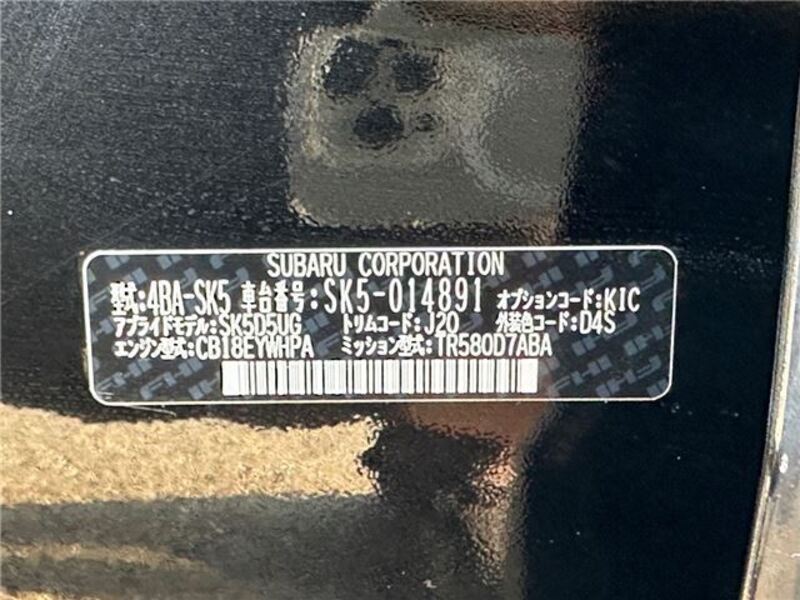 SUBARU CORPORATION
型式:4BA-SK5 車台番号:SK5-014891 オプションコード:KIC
アプライドモデル:SK5D5UG トリムコード:J20 外装色コード:D4S
エンジン型式:CB18EYWHPA ミッション型式:TR580D7ABA